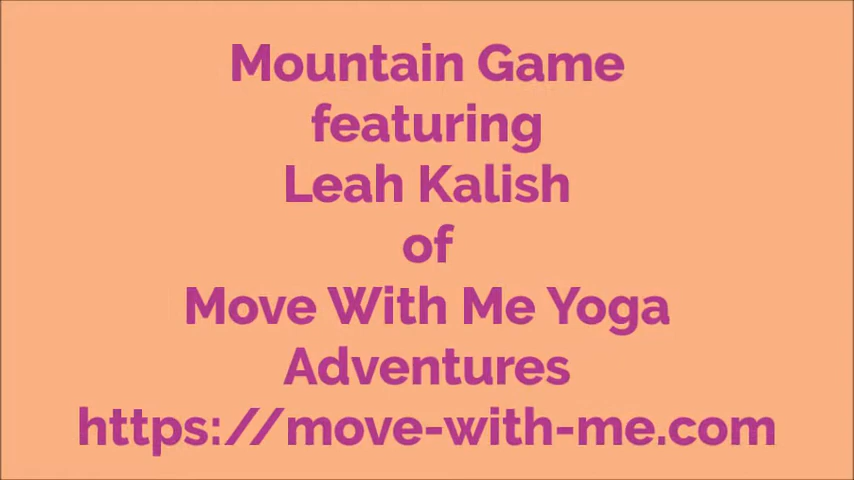 Mountain Game
featuring
Leah Kalish
of
Move With Me Yoga
Adventures
https://move-with-me.com